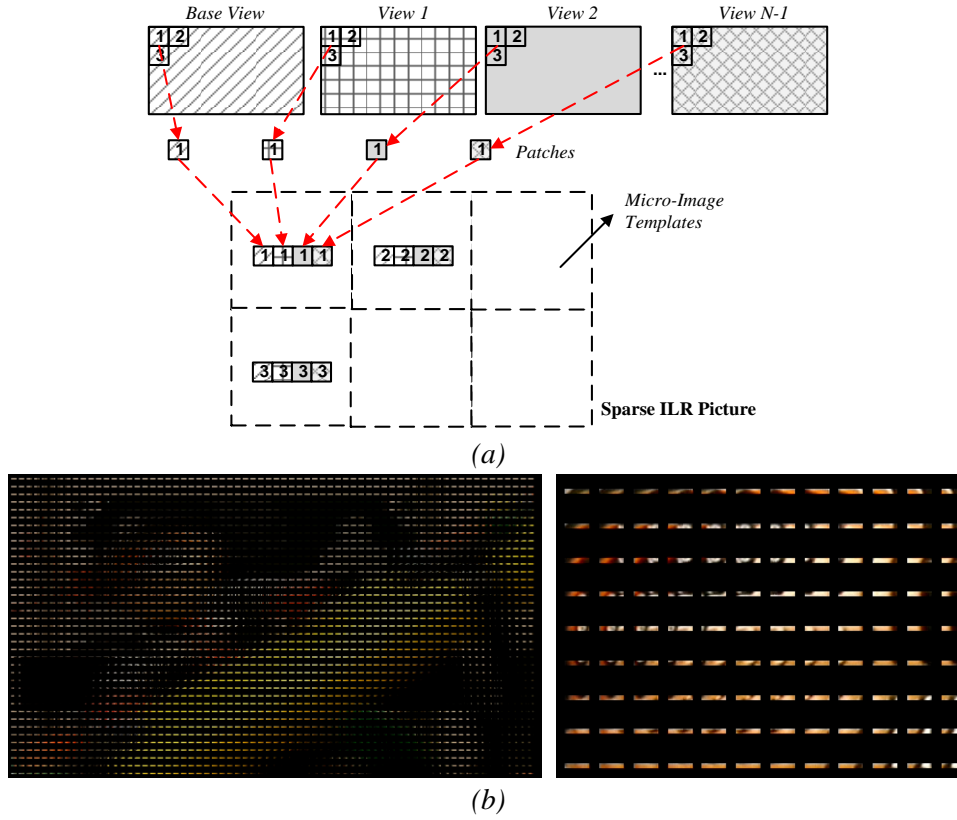 Base View View 1 View 2 View N-1
1 2 1 2 1 2 1 2
3 3 3 ... 3
1 1 1 1 Patches
Micro-Image
Templates
1 1 1 1 2 2 2 2
3 3 3 3
Sparse ILR Picture
(a)
(b)